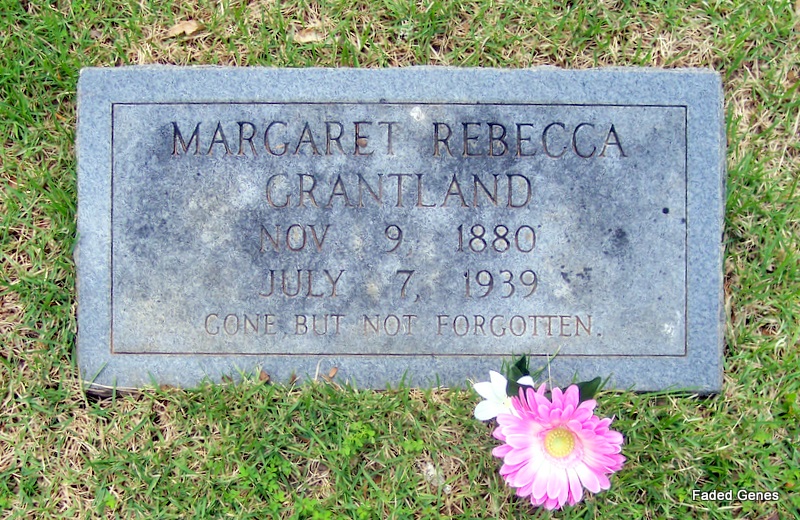 MARGARET REBECCA
GRANTLAND
NOV 9, 1880
JULY 7, 1939
GONE BUT NOT FORGOTTEN.
Faded Genes